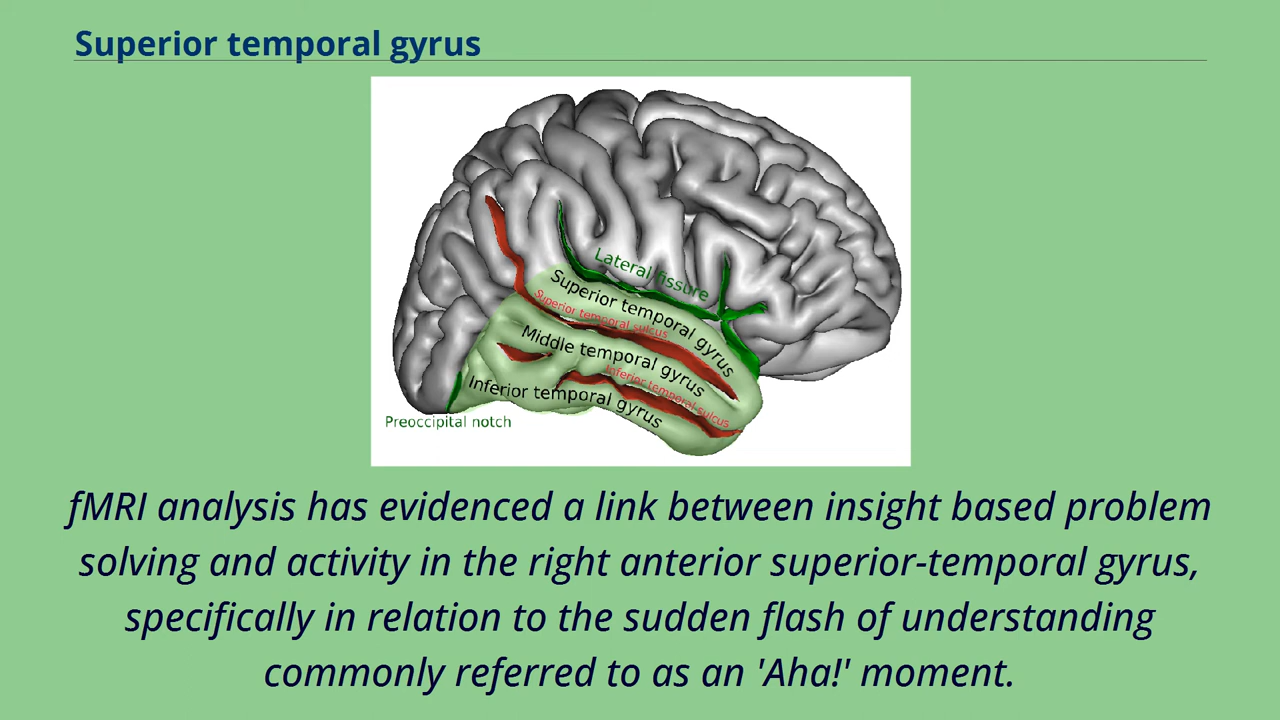 Superior temporal gyrus
Lateral fissure
Superior temporal gyrus
Superior temporal sulcus
Middle temporal gyrus
Inferior temporal sulcus
Inferior temporal gyrus
Preoccipital notch
fMRI analysis has evidenced a link between insight based problem
solving and activity in the right anterior superior-temporal gyrus,
specifically in relation to the sudden flash of understanding
commonly referred to as an 'Aha!' moment.